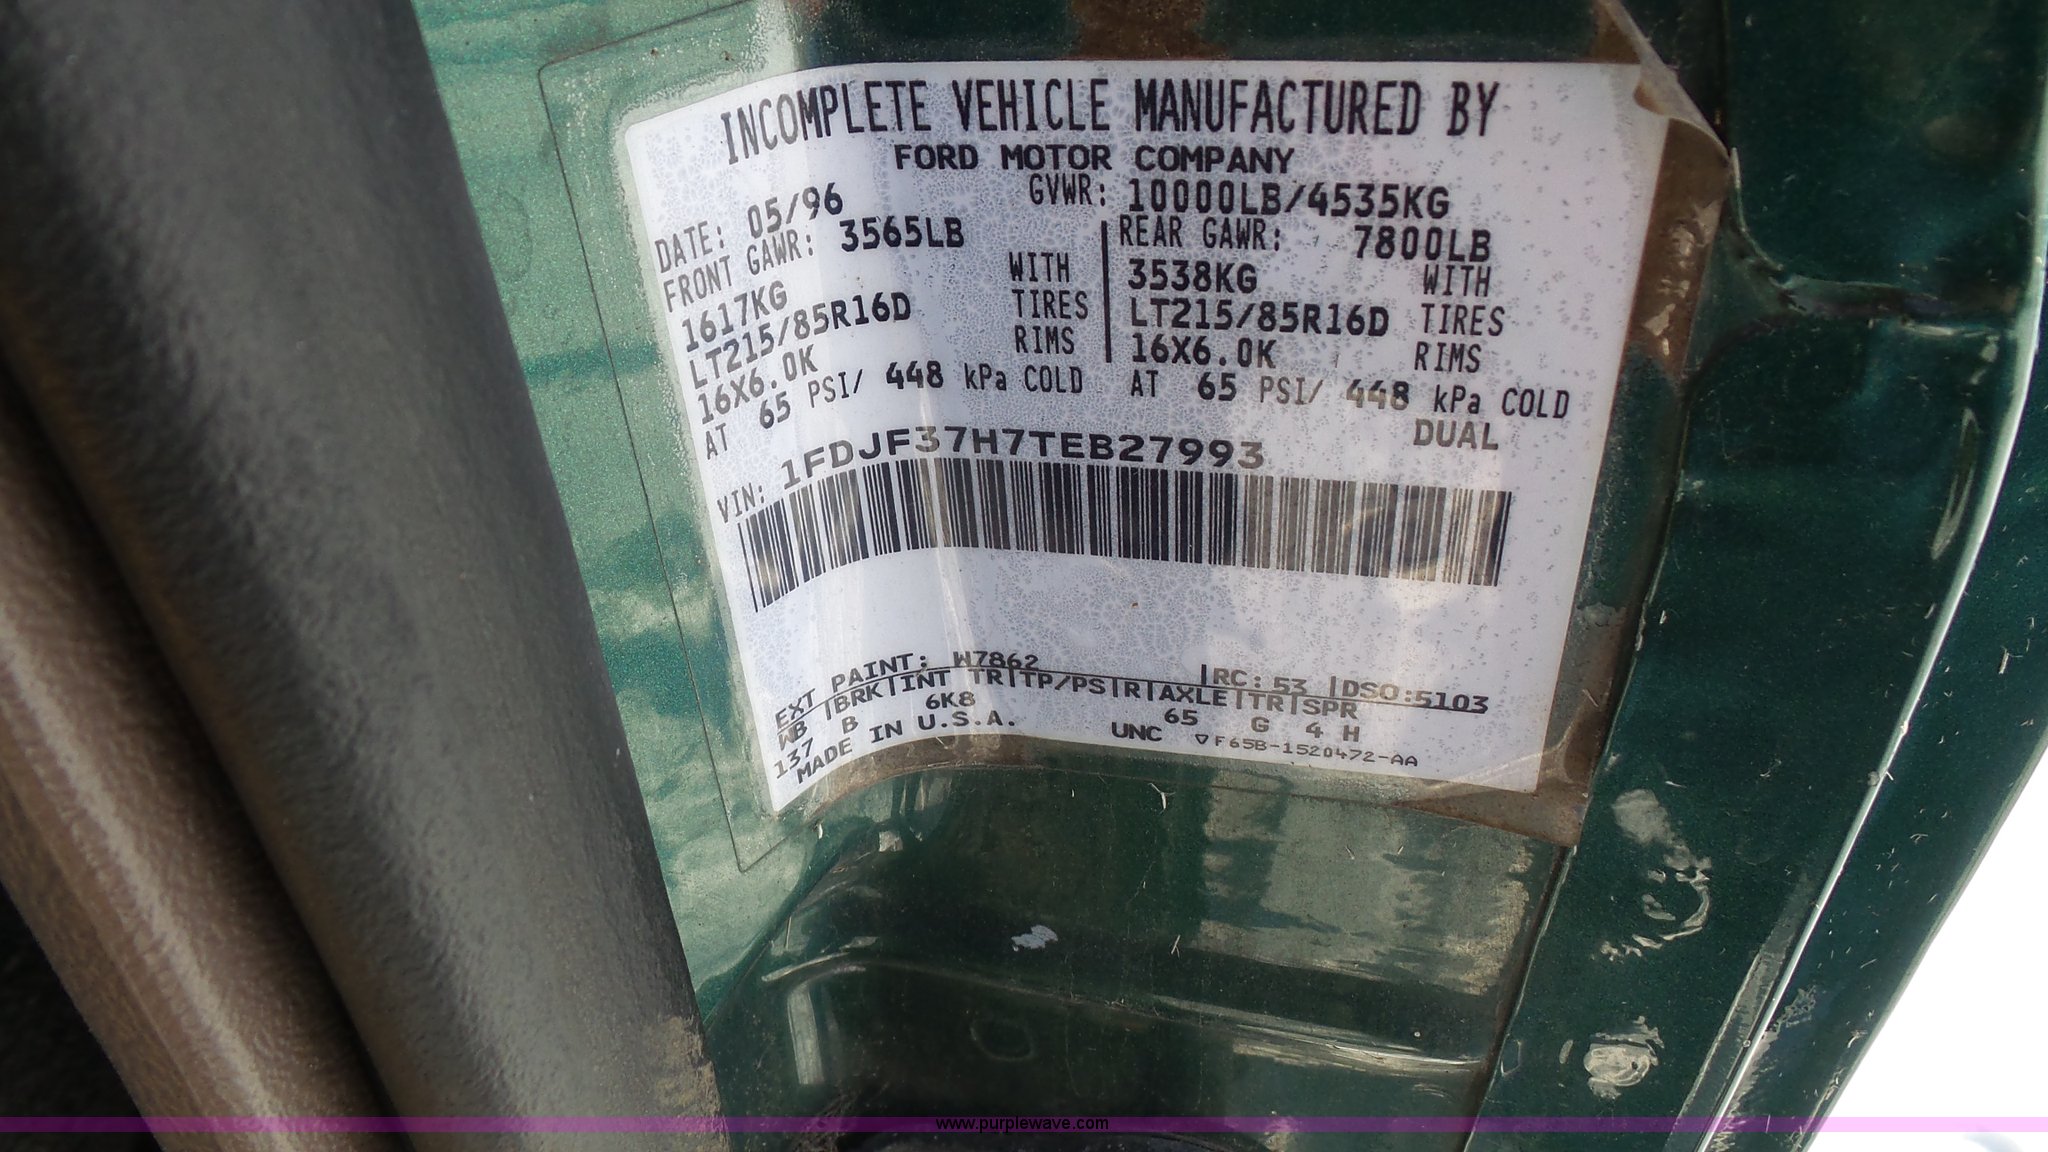 INCOMPLETE VEHICLE MANUFACTURED BY
FORD MOTOR COMPANY
DATE: 05/96 GVWR: 10000LB/4535KG
FRONT GAWR: 3565LB REAR GAWR: 7800LB
1617KG WITH 3538KG WITH
LT215/85R16D TIRES LT215/85R16D TIRES
16X6.0K RIMS 16X6.0K RIMS
AT 65 PSI/ 448 kPa COLD AT 65 PSI/ 448 kPa COLD
DUAL
VIN: 1FDJF37H7TEB27993
EXT PAINT: W7862 |RC: 53 |DSO:5103
WB |BRK|INT TR|TP/PS|R|AXLE|TR|SPR
137 B 6K8 65 G 4 H
MADE IN U.S.A. UNC ▽F65B-1520472-AA
www.purplewave.com